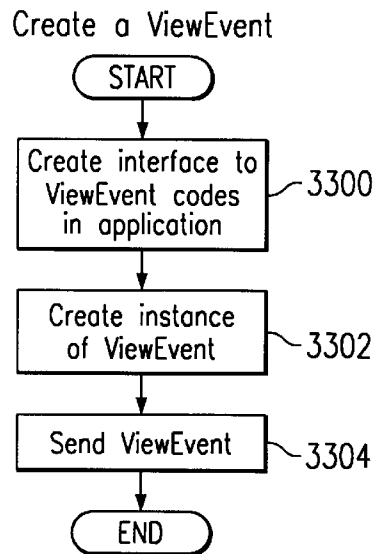 Create a ViewEvent
START
Create interface to
ViewEvent codes
in application
3300
Create instance
of ViewEvent
3302
Send ViewEvent
3304
END